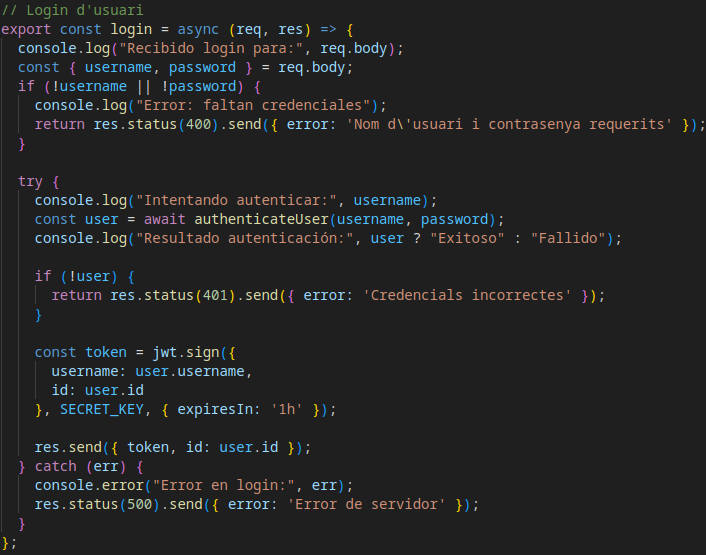 // Login d'usuari
export const login = async (req, res) => {
  console.log("Recibido login para:", req.body);
  const { username, password } = req.body;
  if (!username || !password) {
    console.log("Error: faltan credenciales");
    return res.status(400).send({ error: 'Nom d\'usuari i contrasenya requerits' });
  }

  try {
    console.log("Intentando autenticar:", username);
    const user = await authenticateUser(username, password);
    console.log("Resultado autenticación:", user ? "Exitoso" : "Fallido");

    if (!user) {
      return res.status(401).send({ error: 'Credencials incorrectes' });
    }

    const token = jwt.sign({
      username: user.username,
      id: user.id
    }, SECRET_KEY, { expiresIn: '1h' });

    res.send({ token, id: user.id });
  } catch (err) {
    console.error("Error en login:", err);
    res.status(500).send({ error: 'Error de servidor' });
  }
};